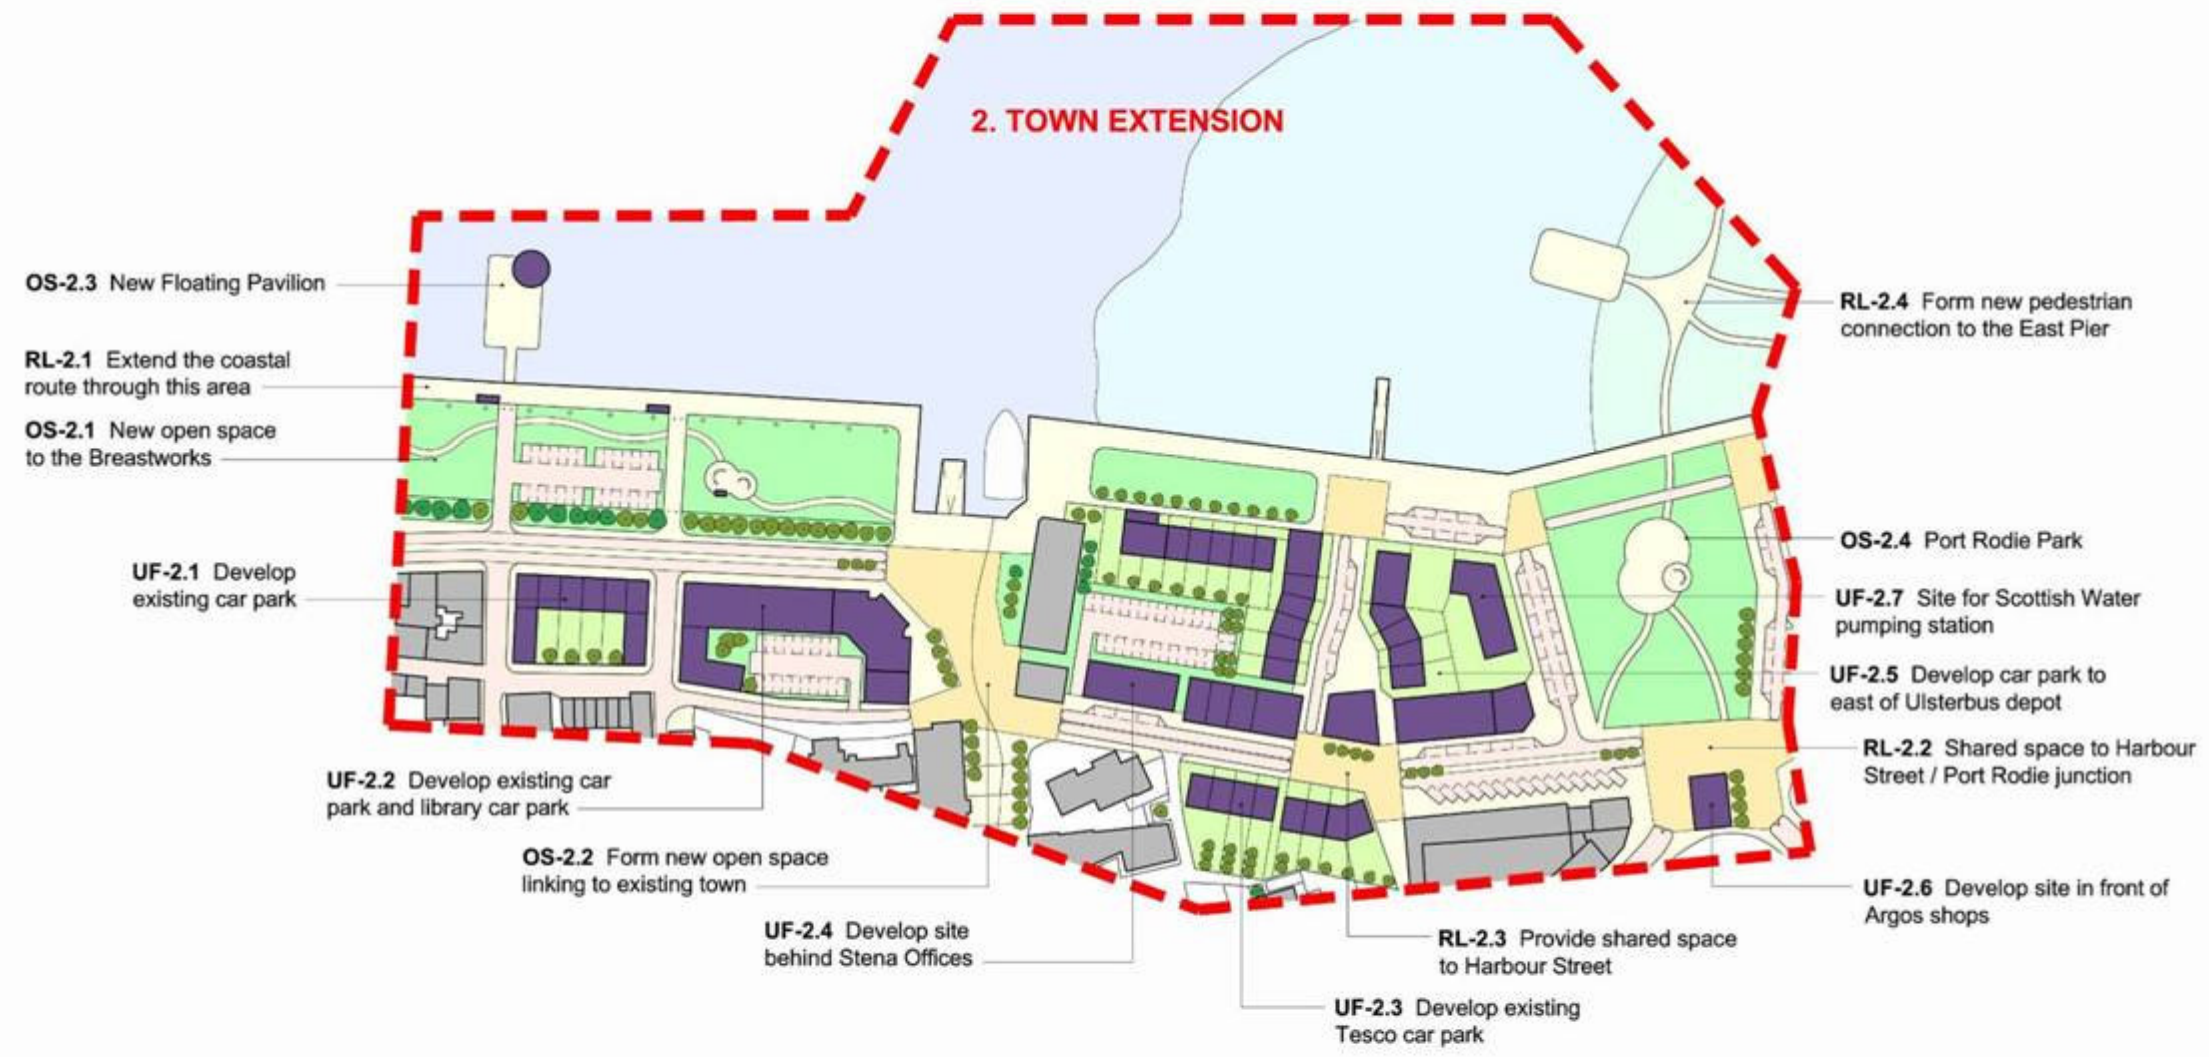 2. TOWN EXTENSION
OS-2.3 New Floating Pavilion
RL-2.1 Extend the coastal
route through this area
OS-2.1 New open space
to the Breastworks
UF-2.1 Develop
existing car park
UF-2.2 Develop existing car
park and library car park
OS-2.2 Form new open space
linking to existing town
UF-2.4 Develop site
behind Stena Offices
RL-2.4 Form new pedestrian
connection to the East Pier
OS-2.4 Port Rodie Park
UF-2.7 Site for Scottish Water
pumping station
UF-2.5 Develop car park to
east of Ulsterbus depot
RL-2.2 Shared space to Harbour
Street / Port Rodie junction
UF-2.6 Develop site in front of
Argos shops
RL-2.3 Provide shared space
to Harbour Street
UF-2.3 Develop existing
Tesco car park